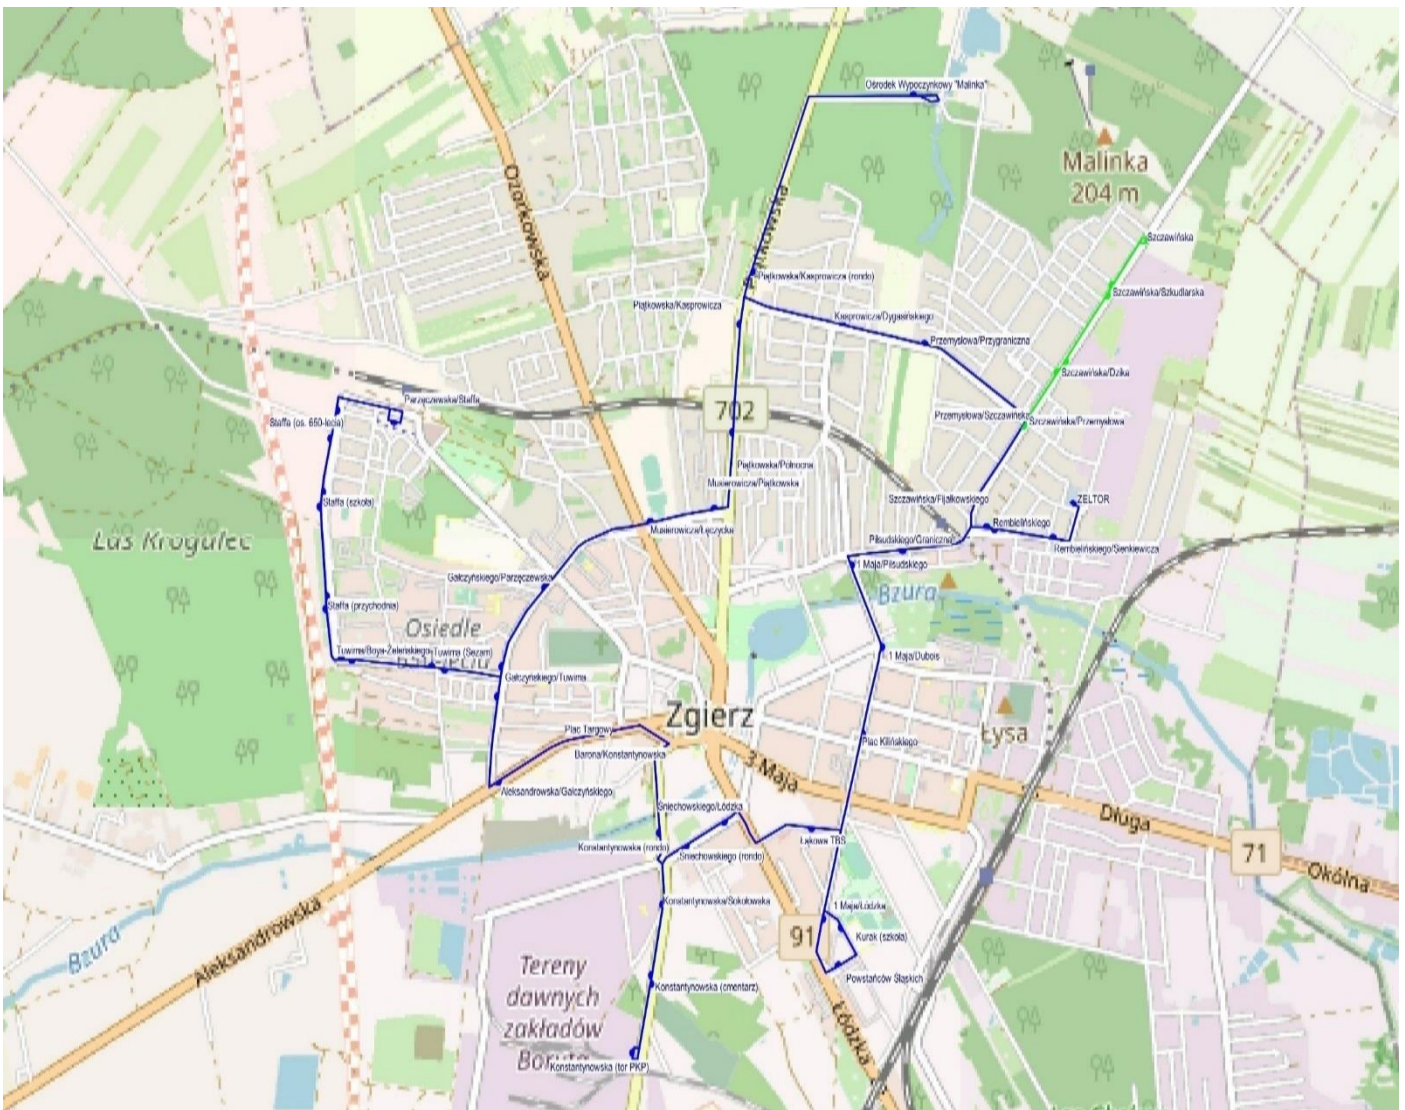 Ośrodek Wypoczynkowy "Malinka"
Malinka
204 m
Ozorkowska
Szczawińska
Piątkowska/Kasprowicza (rondo)
Szczawińska/Szkudlarska
Piątkowska/Kasprowicza
Kasprowicza/Dygasińskiego
Przemysłowa/Przygraniczna
Szczawińska/Dzika
Parzęczewska/Staffa
702
Przemysłowa/Szczawińska
Staffa (os. 650-lecia)
Szczawińska/Przemysłowa
Piątkowska/Północna
Musierowicza/Piątkowska
Staffa (szkoła)
Szczawińska/Fijałkowskiego
ZELTOR
Musierowicza/Łęczycka
Rembielińskiego
Las Krogulec
Piłsudskiego/Graniczna
Rembielińskiego/Sienkiewicza
1 Maja/Piłsudskiego
Gałczyńskiego/Parzęczewska
Bzura
Staffa (przychodnia)
Osiedle
Tuwima/Boya-Żeleńskiego
Tuwima (Sezam)
1 Maja/Dubois
Gałczyńskiego/Tuwima
Zgierz
Plac Targowy
Łysa
Plac Kilińskiego
Barona/Konstantynowska
3 Maja
Aleksandrowska/Gałczyńskiego
Śniechowskiego/Łódzka
Długa
Łąkowa TBS
Konstantynowska (rondo)
Śniechowskiego (rondo)
71
Okólna
Konstantynowska/Sokołowska
1 Maja/Łódzka
Aleksandrowska
91
Kurak (szkoła)
Bzura
Tereny
dawnych
zakładów
Powstańców Śląskich
Konstantynowska (cmentarz)
Łódzka
Konstantynowska (tor PKP)